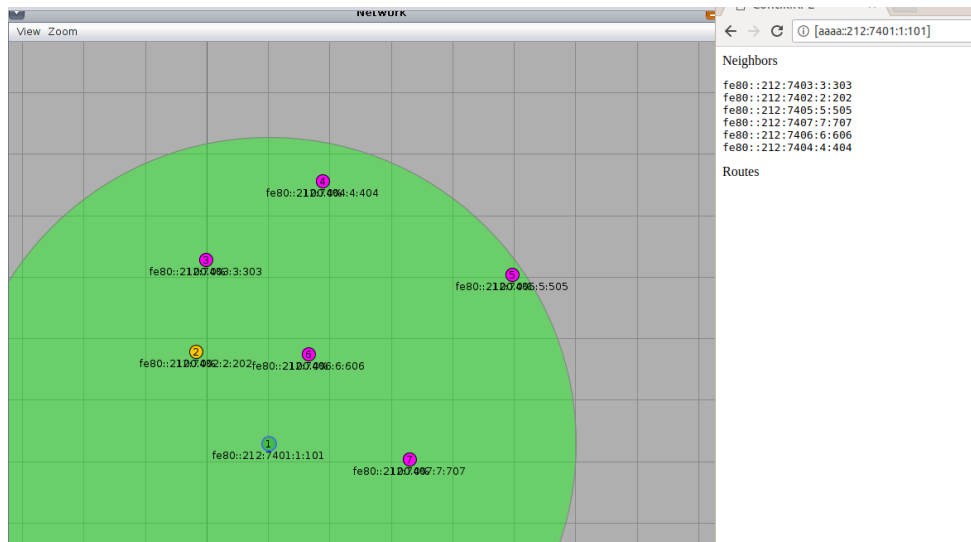 Network
View Zoom
4
fe80::212:7404:4:404
3
fe80::212:7403:3:303
5
fe80::212:7405:5:505
2
fe80::212:7402:2:202
6
fe80::212:7406:6:606
1
fe80::212:7401:1:101
7
fe80::212:7407:7:707
[aaaa::212:7401:1:101]
Neighbors
fe80::212:7403:3:303
fe80::212:7402:2:202
fe80::212:7405:5:505
fe80::212:7407:7:707
fe80::212:7406:6:606
fe80::212:7404:4:404
Routes